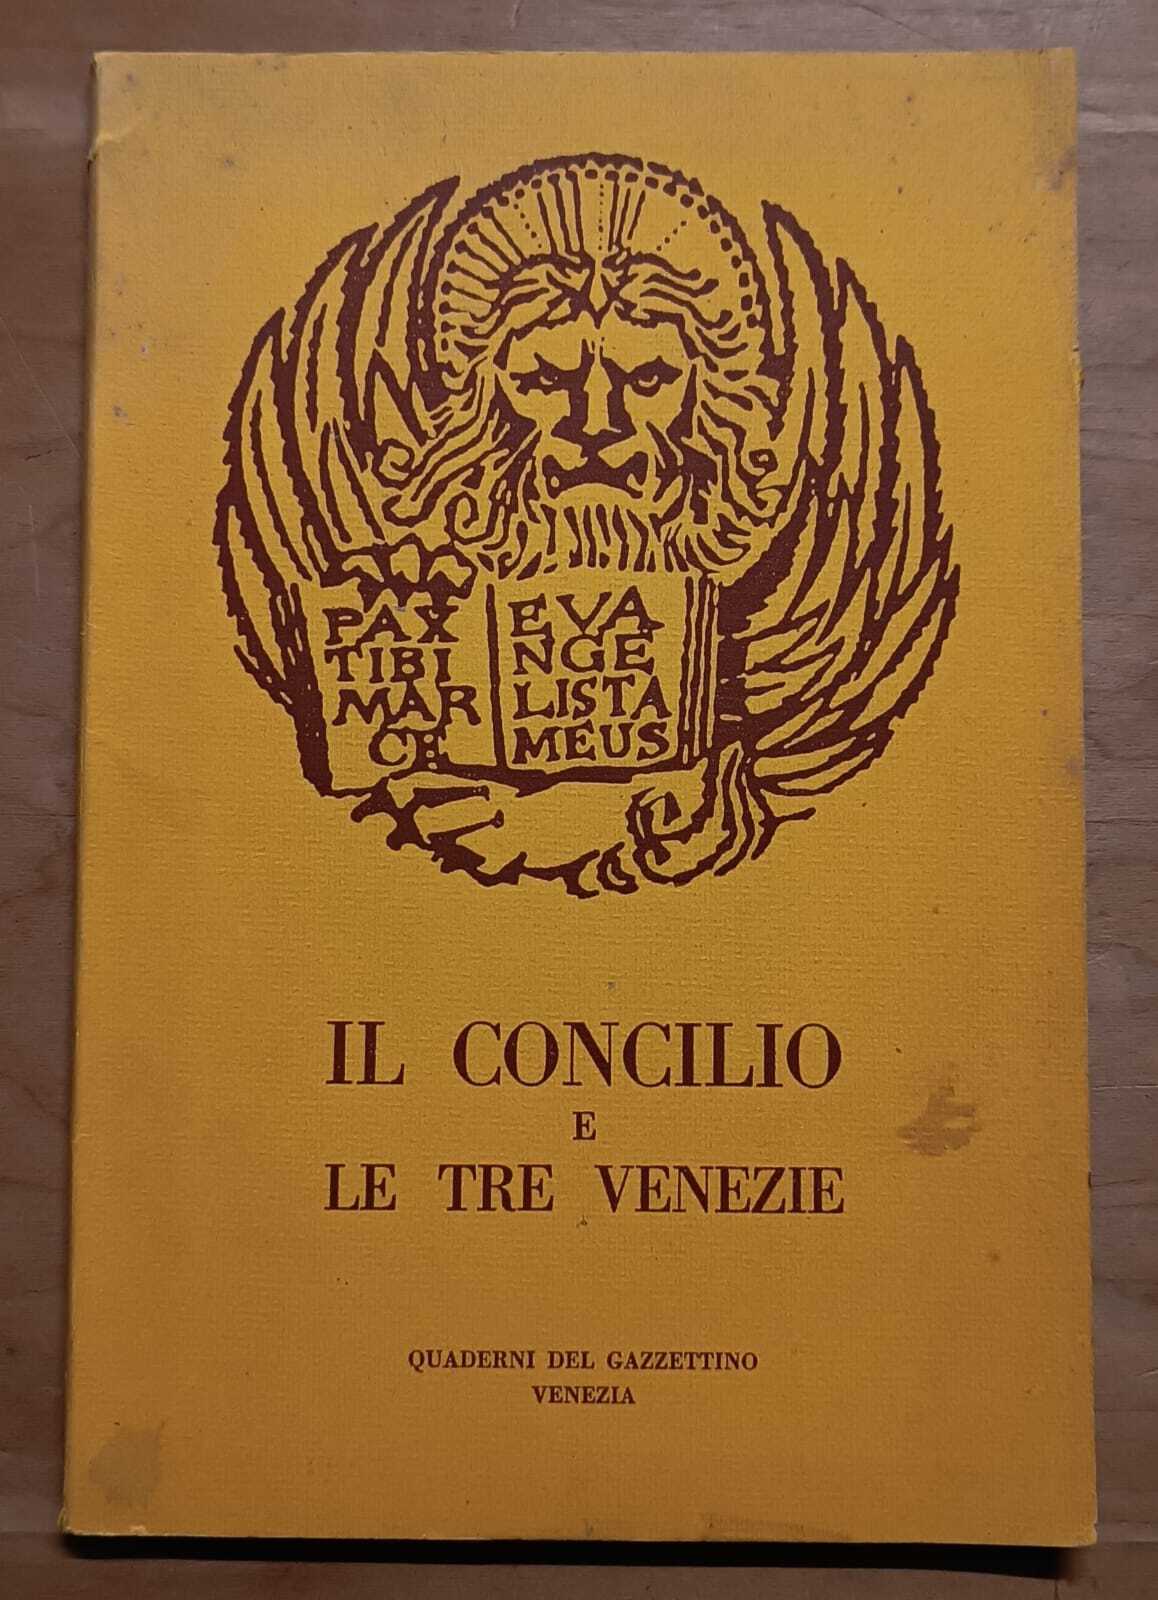 PAX
TIBI
MAR
CE
EVA
NGE
LISTA
MEUS
IL CONCILIO
E
LE TRE VENEZIE
QUADERNI DEL GAZZETTINO
VENEZIA